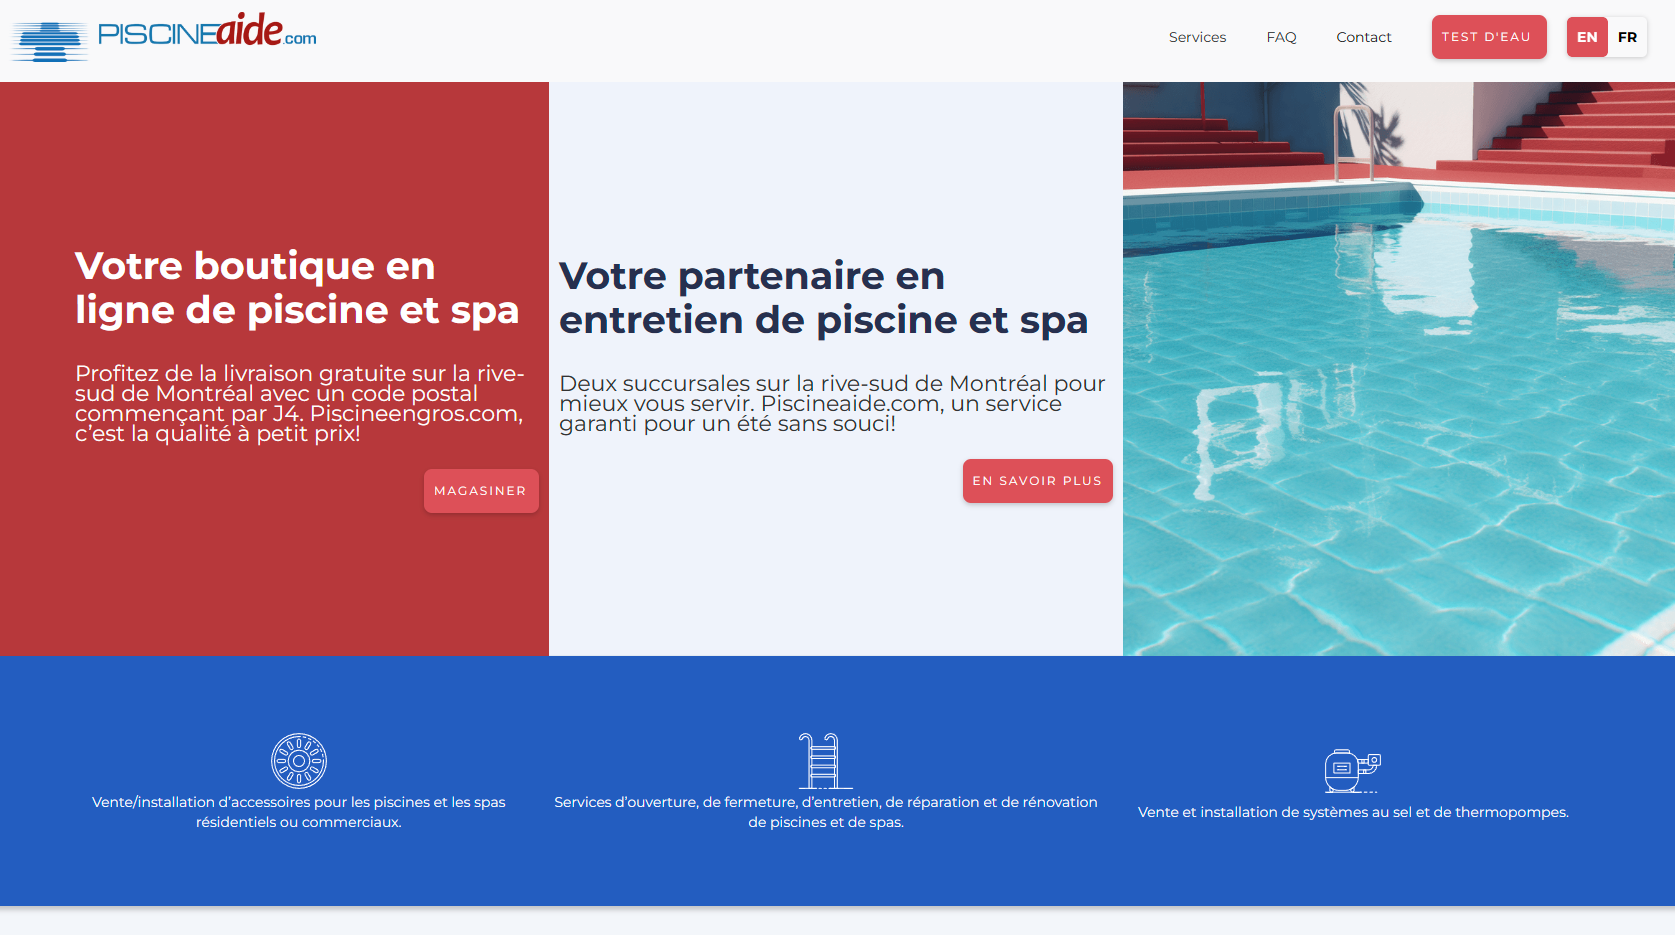 PISCINEaide.com
Services
FAQ
Contact
TEST D'EAU
EN
FR
Votre boutique en
ligne de piscine et spa
Profitez de la livraison gratuite sur la rive-
sud de Montréal avec un code postal
commençant par J4. Piscineengros.com,
c’est la qualité à petit prix!
MAGASINER
Votre partenaire en
entretien de piscine et spa
Deux succursales sur la rive-sud de Montréal pour
mieux vous servir. Piscineaide.com, un service
garanti pour un été sans souci!
EN SAVOIR PLUS
Vente/installation d’accessoires pour les piscines et les spas
résidentiels ou commerciaux.
Services d’ouverture, de fermeture, d’entretien, de réparation et de rénovation
de piscines et de spas.
Vente et installation de systèmes au sel et de thermopompes.